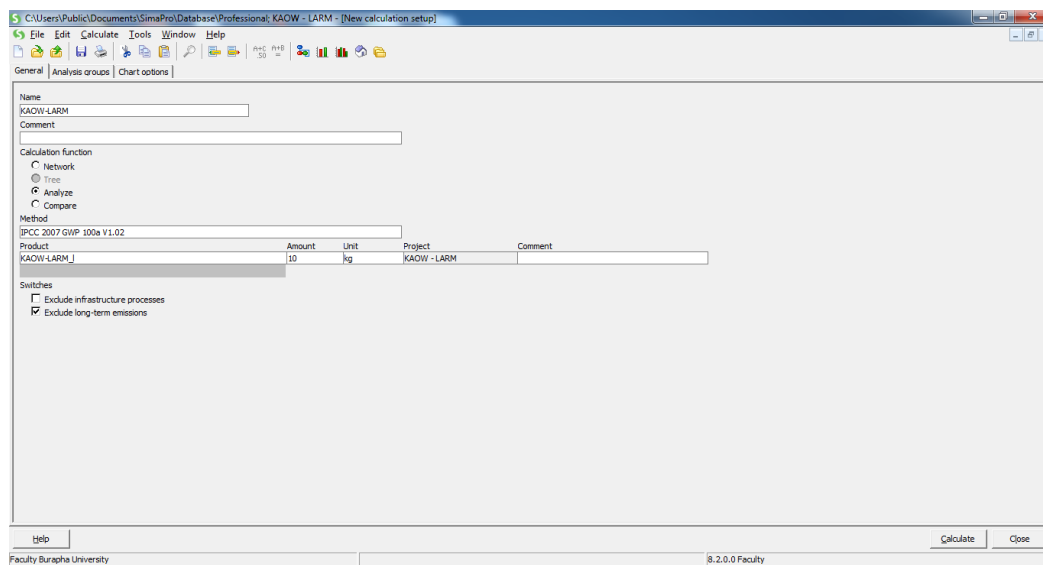 C:\Users\Public\Documents\SimaPro\Database\Professional; KAOW - LARM - [New calculation setup]
File Edit Calculate Tools Window Help
A+C SO A+B =
General Analysis groups Chart options
Name
KAOW-LARM
Comment
Calculation function
Network
Tree
Analyze
Compare
Method
IPCC 2007 GWP 100a V1.02
Product Amount Unit Project Comment
KAOW-LARM_l 10 kg KAOW - LARM
Switches
Exclude infrastructure processes
Exclude long-term emissions
Help Calculate Close
Faculty Burapha University 8.2.0.0 Faculty